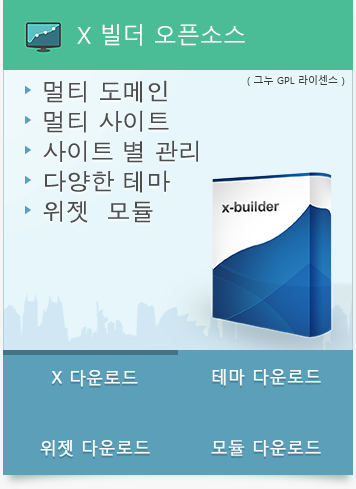 X 빌더 오픈소스
( 그누 GPL 라이센스 )
멀티 도메인
멀티 사이트
사이트 별 관리
다양한 테마
위젯 모듈
x-builder
X 다운로드
테마 다운로드
위젯 다운로드
모듈 다운로드